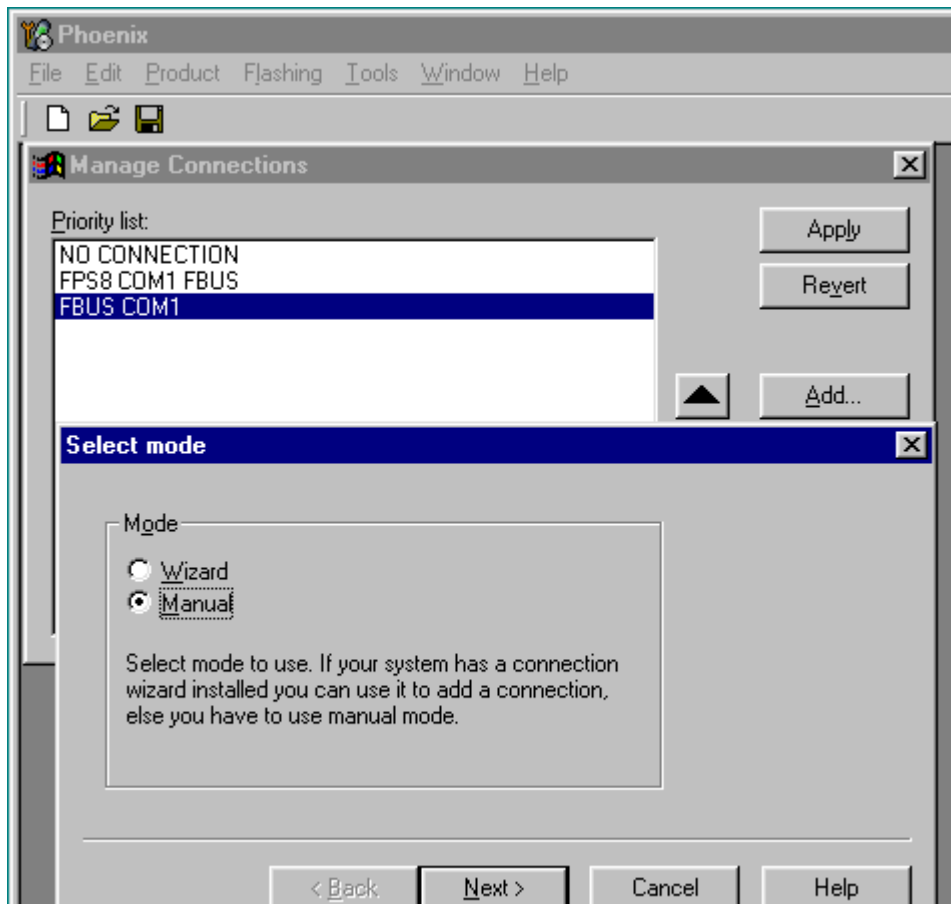 Phoenix
File Edit Product Flashing Tools Window Help
Manage Connections
Priority list:
NO CONNECTION
FPS8 COM1 FBUS
FBUS COM1
Apply
Revert
Add...
Select mode
Mode
Wizard
Manual
Select mode to use. If your system has a connection
wizard installed you can use it to add a connection,
else you have to use manual mode.
< Back Next > Cancel Help